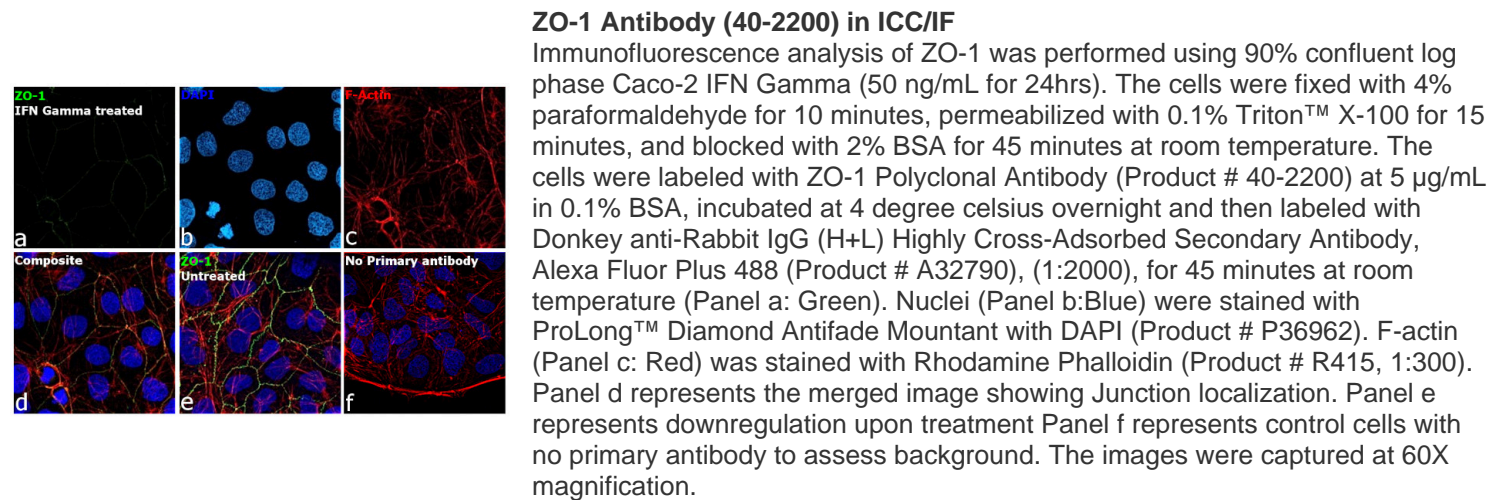 ZO-1 Antibody (40-2200) in ICC/IF
Immunofluorescence analysis of ZO-1 was performed using 90% confluent log
phase Caco-2 IFN Gamma (50 ng/mL for 24hrs). The cells were fixed with 4%
paraformaldehyde for 10 minutes, permeabilized with 0.1% Triton™ X-100 for 15
minutes, and blocked with 2% BSA for 45 minutes at room temperature. The
cells were labeled with ZO-1 Polyclonal Antibody (Product # 40-2200) at 5 µg/mL
in 0.1% BSA, incubated at 4 degree celsius overnight and then labeled with
Donkey anti-Rabbit IgG (H+L) Highly Cross-Adsorbed Secondary Antibody,
Alexa Fluor Plus 488 (Product # A32790), (1:2000), for 45 minutes at room
temperature (Panel a: Green). Nuclei (Panel b:Blue) were stained with
ProLong™ Diamond Antifade Mountant with DAPI (Product # P36962). F-actin
(Panel c: Red) was stained with Rhodamine Phalloidin (Product # R415, 1:300).
Panel d represents the merged image showing Junction localization. Panel e
represents downregulation upon treatment Panel f represents control cells with
no primary antibody to assess background. The images were captured at 60X
magnification.
ZO-1
IFN Gamma treated
a
DAPI
b
F-Actin
c
Composite
d
ZO-1
Untreated
e
No Primary antibody
f